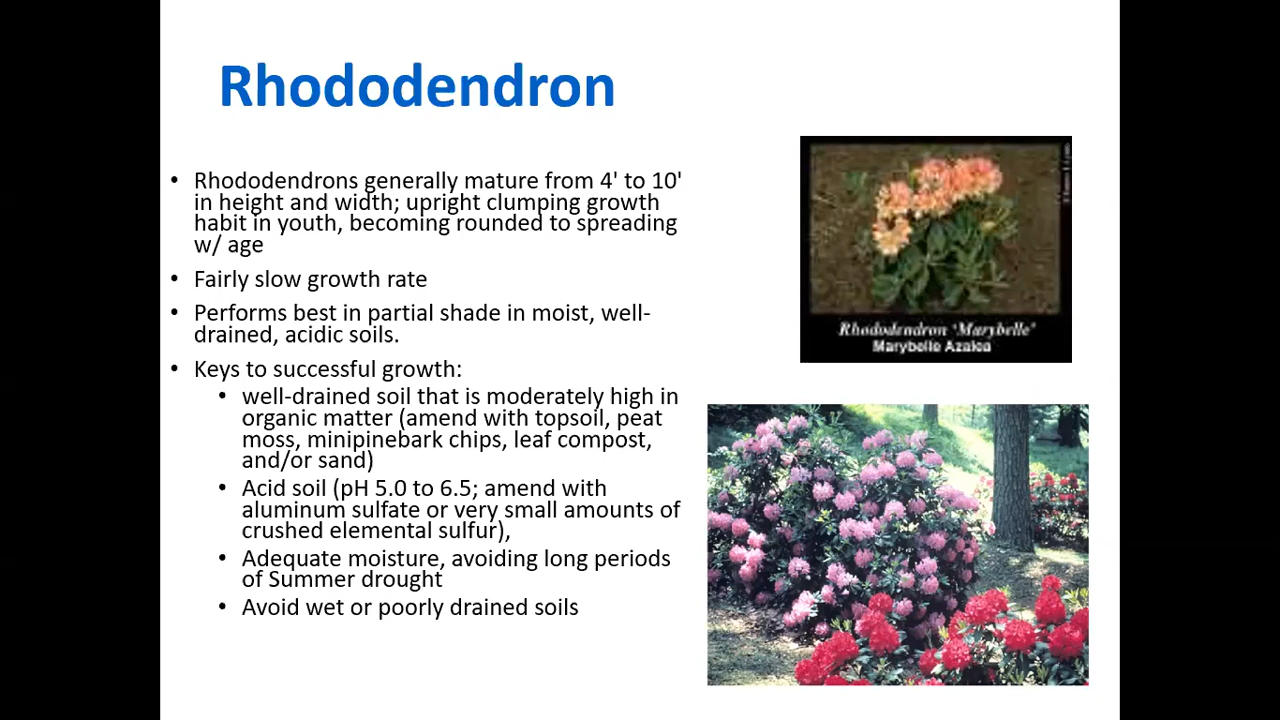 Rhododendron
• Rhododendrons generally mature from 4' to 10'
in height and width; upright clumping growth
habit in youth, becoming rounded to spreading
w/ age
• Fairly slow growth rate
• Performs best in partial shade in moist, well-
drained, acidic soils.
• Keys to successful growth:
• well-drained soil that is moderately high in
organic matter (amend with topsoil, peat
moss, minipinebark chips, leaf compost,
and/or sand)
• Acid soil (pH 5.0 to 6.5; amend with
aluminum sulfate or very small amounts of
crushed elemental sulfur),
• Adequate moisture, avoiding long periods
of Summer drought
• Avoid wet or poorly drained soils
Rhododendron 'Marybelle'
Marybelle Azalea